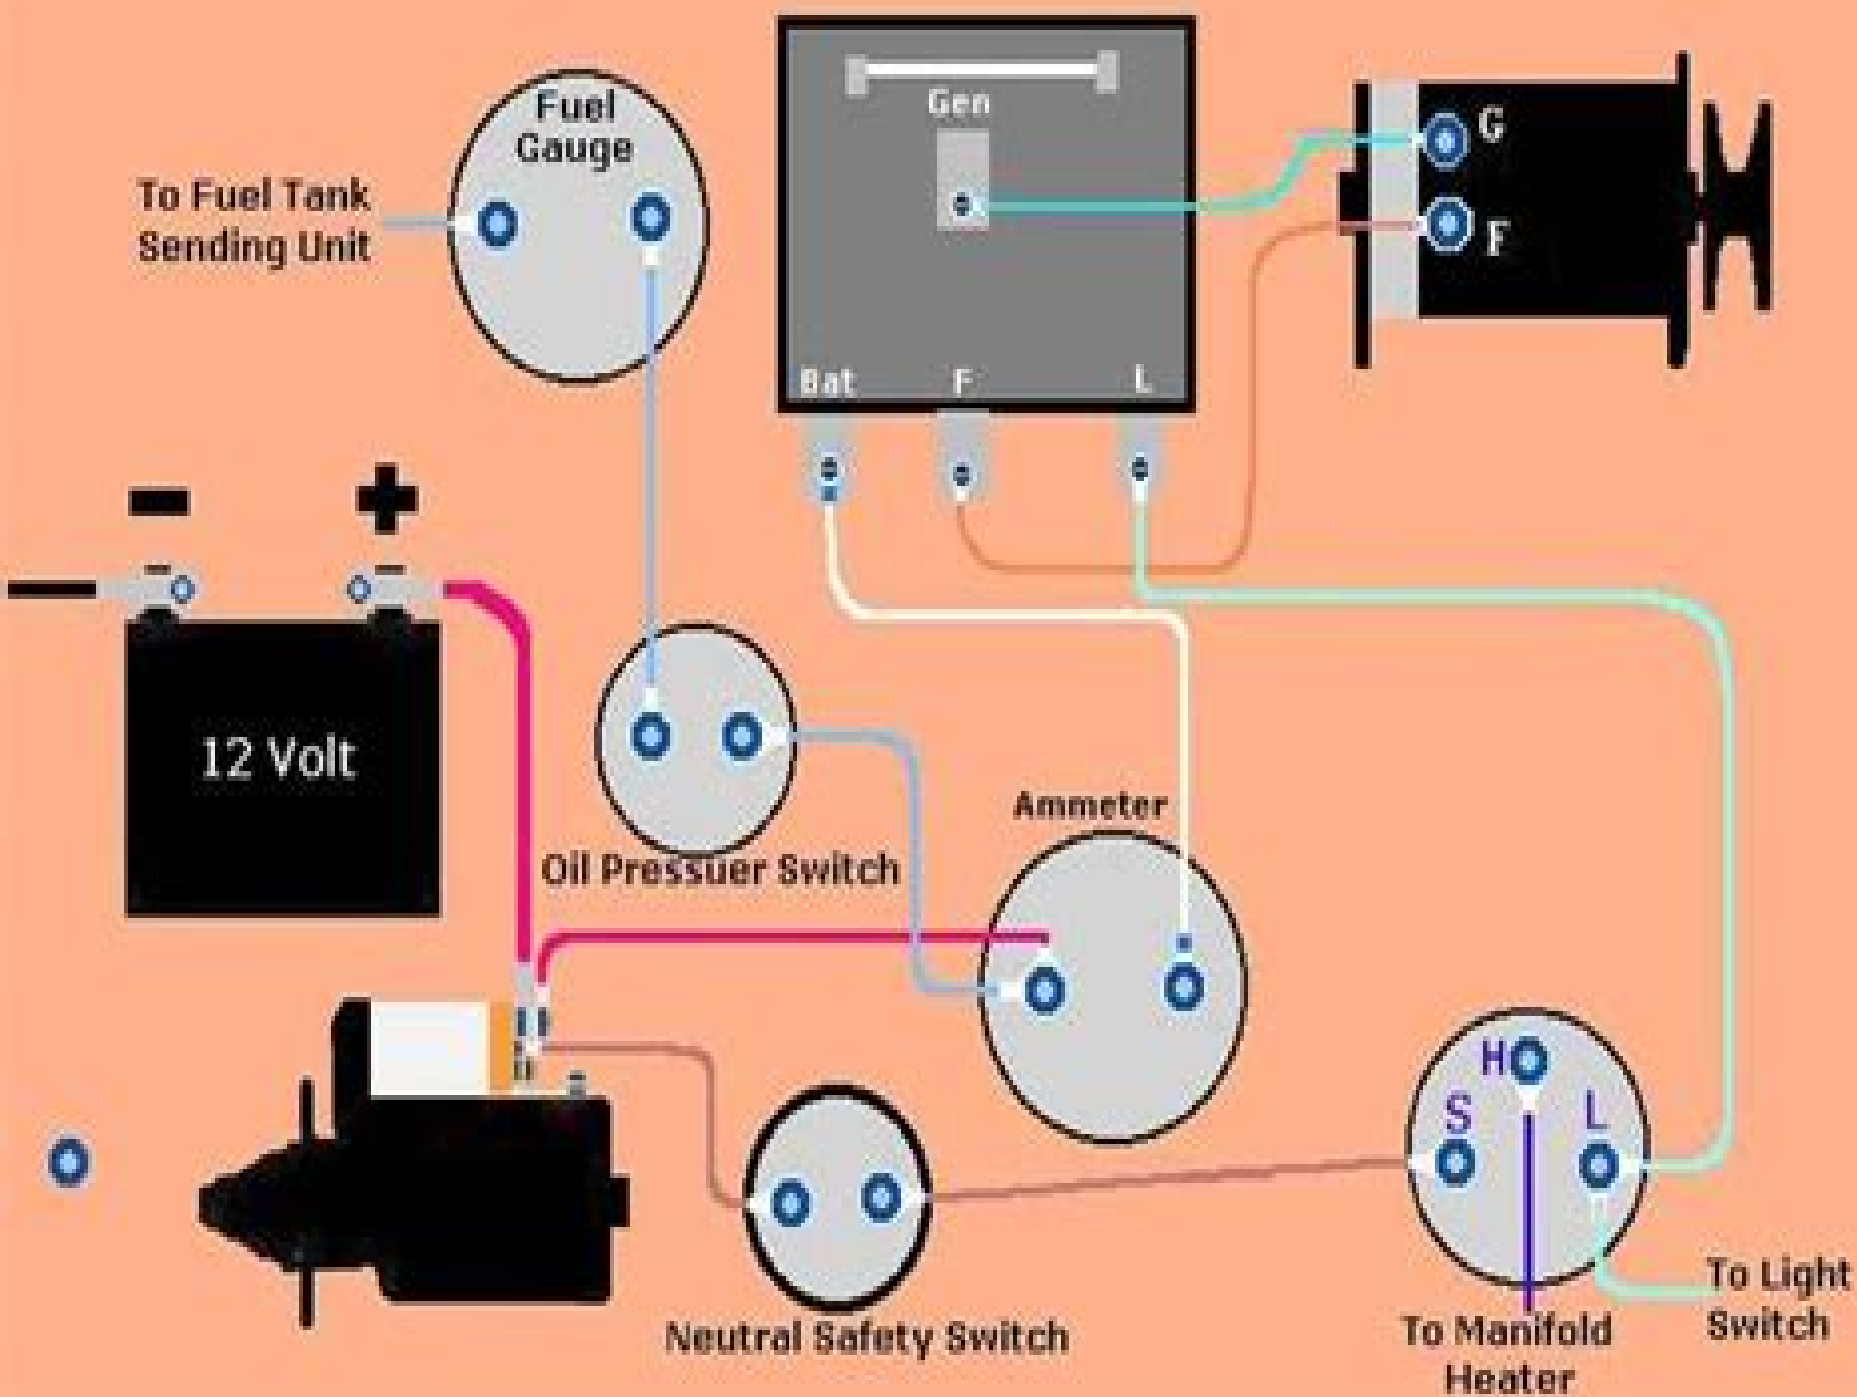 Fuel
Gauge
To Fuel Tank
Sending Unit
Gen
Bat
F
L
G
F
- +
12 Volt
Oil Pressuer Switch
Ammeter
H
S
L
Neutral Safety Switch
To Manifold
Heater
To Light
Switch